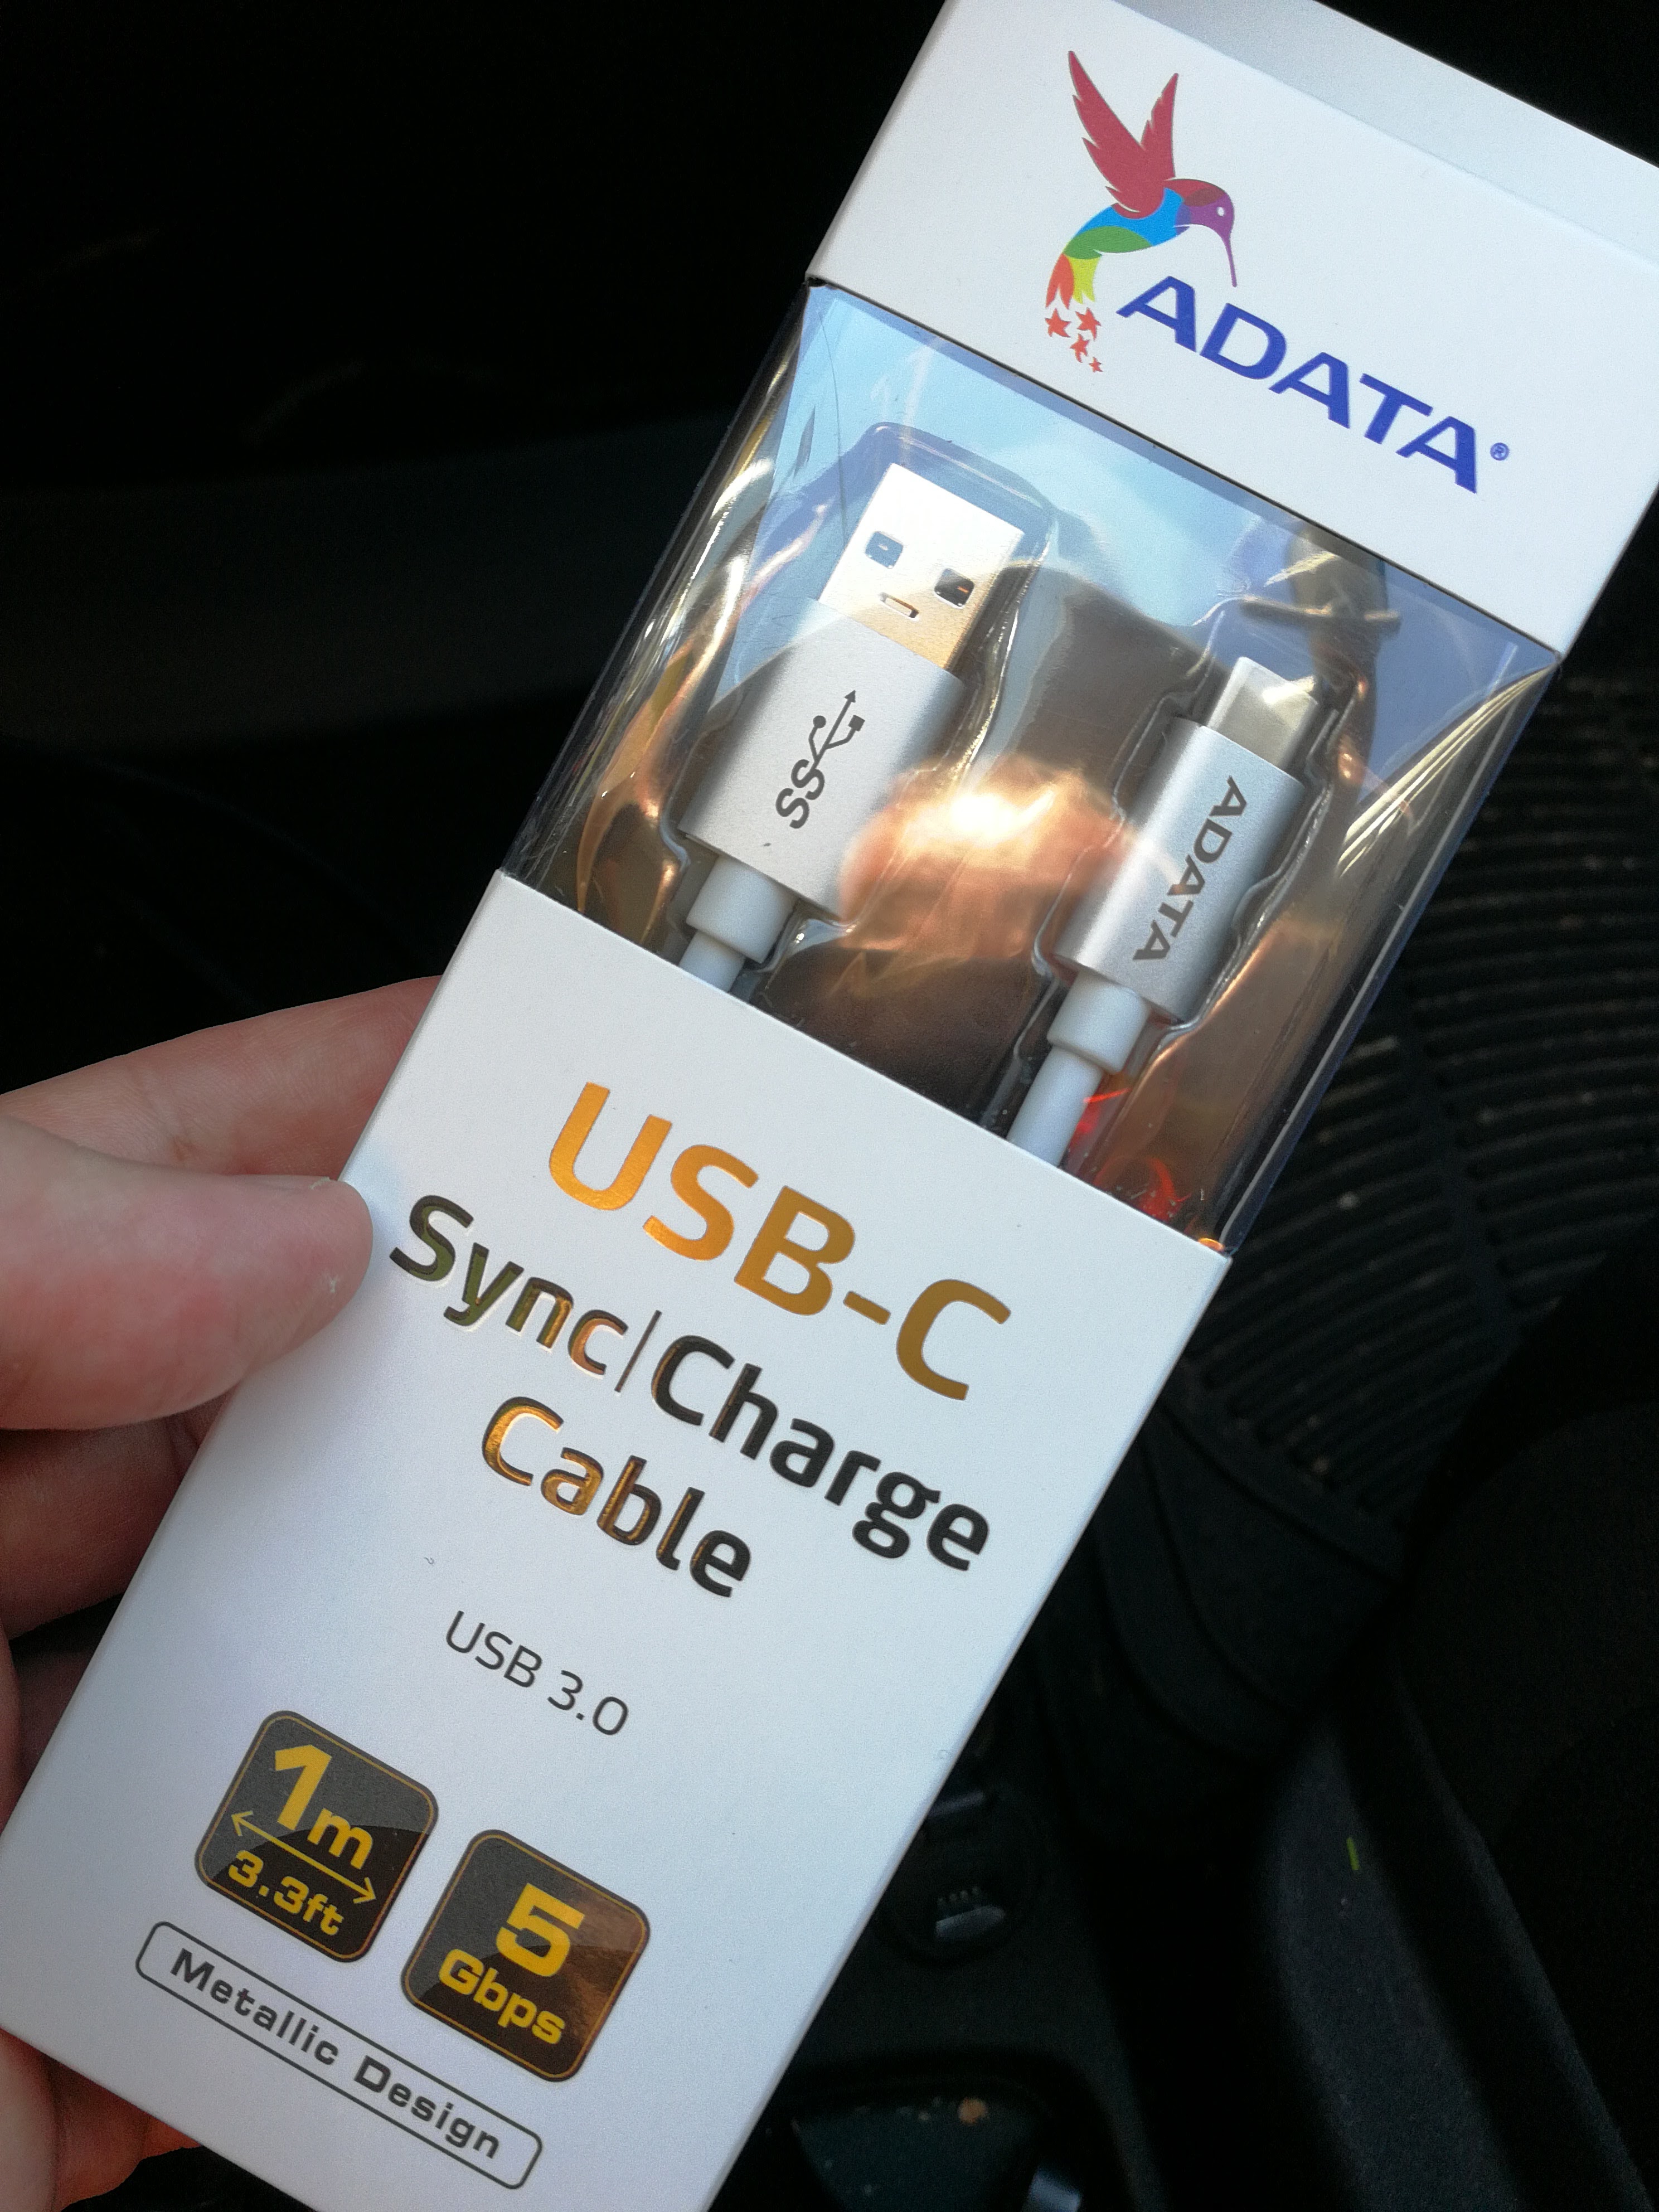 ADATA®
SS
ADATA
USB-C
Sync|Charge
Cable
USB 3.0
1m
3.3ft
5
Gbps
Metallic Design